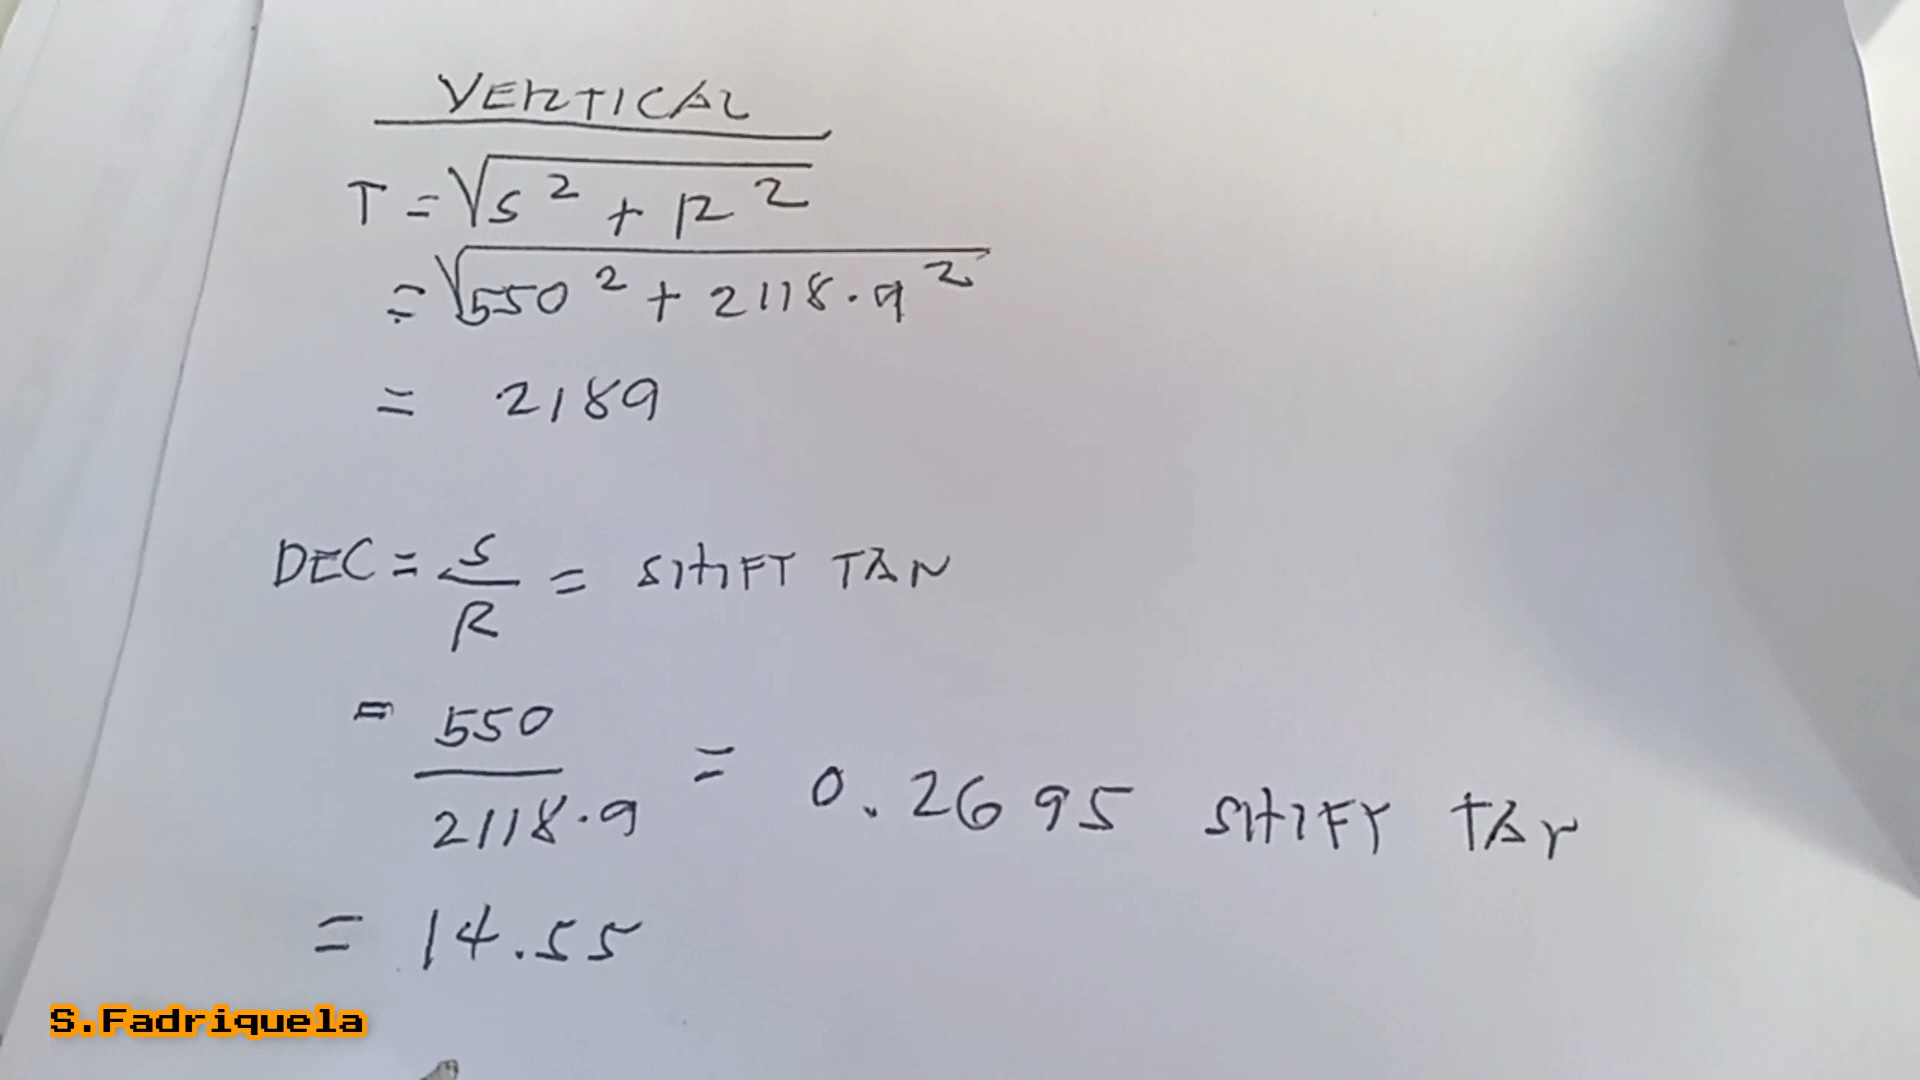 VERTICAL
T = √S² + R²
= √550² + 2118.9²
= 2189
DEC = S/R = SHIFT TAN
= 550/2118.9 = 0.2695 SHIFT TAN
= 14.55
S.Fadriquela